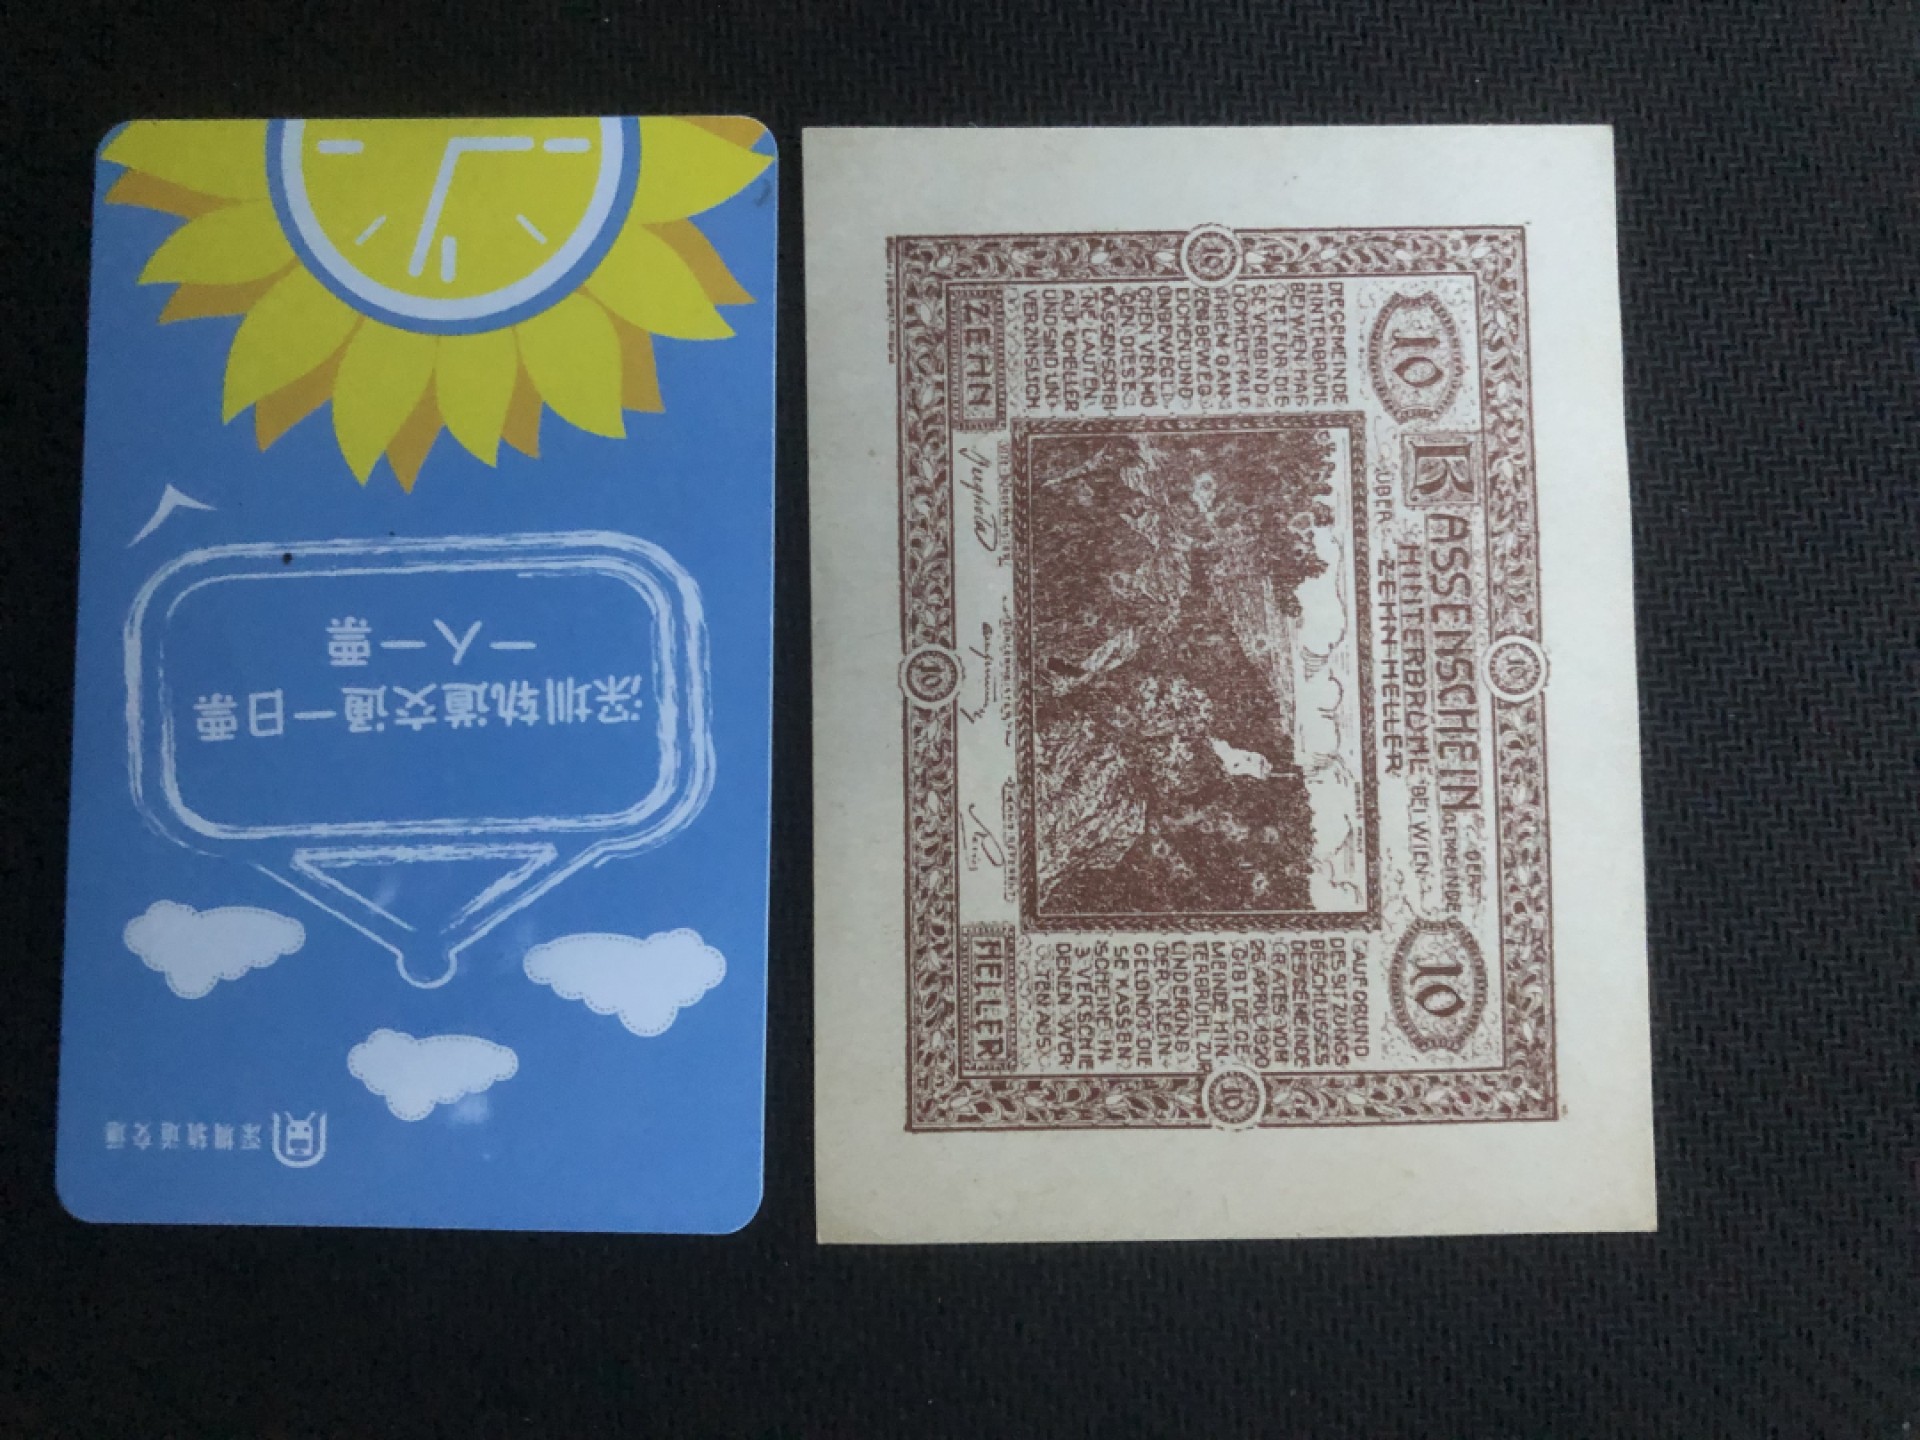 深圳轨道交通一日票
一人一票
深圳轨道交通
10
KASSENSCHEIN DER
GEMEINDE
HINTERBRÜHL BEI WIEN
ÜBER ZEHN HELLER
10
DIE GEMEINDE
HINTERBRÜHL
BEI WIEN HAF
TET FÜR DIE
SE VERBIND
LICHKEIT MIT
IHREM GAN
ZEN BEWEG
LICHEN UND
UNBEWEGLI
CHEN VERMÖ
GEN DIESE
KASSENSCHEI
NE LAUTEN
AUF 10 HELLER
UND SIND UN
VERZINSLICH
AUF GRUND
DES SITZUNGS
BESCHLUSSES
DES GEMEINDE
RATES VOM
26 APRIL 1920
GIBT DIE GE
MEINDE HIN
TERBRÜHL ZUR
LINDERUNG
DER KLEIN
GELDNOT DIE
SE KASSEN
SCHEINE IN
3 VERSCHIE
DENEN WER
TEN AUS
ZEHN
HELLER
10
10
10
10